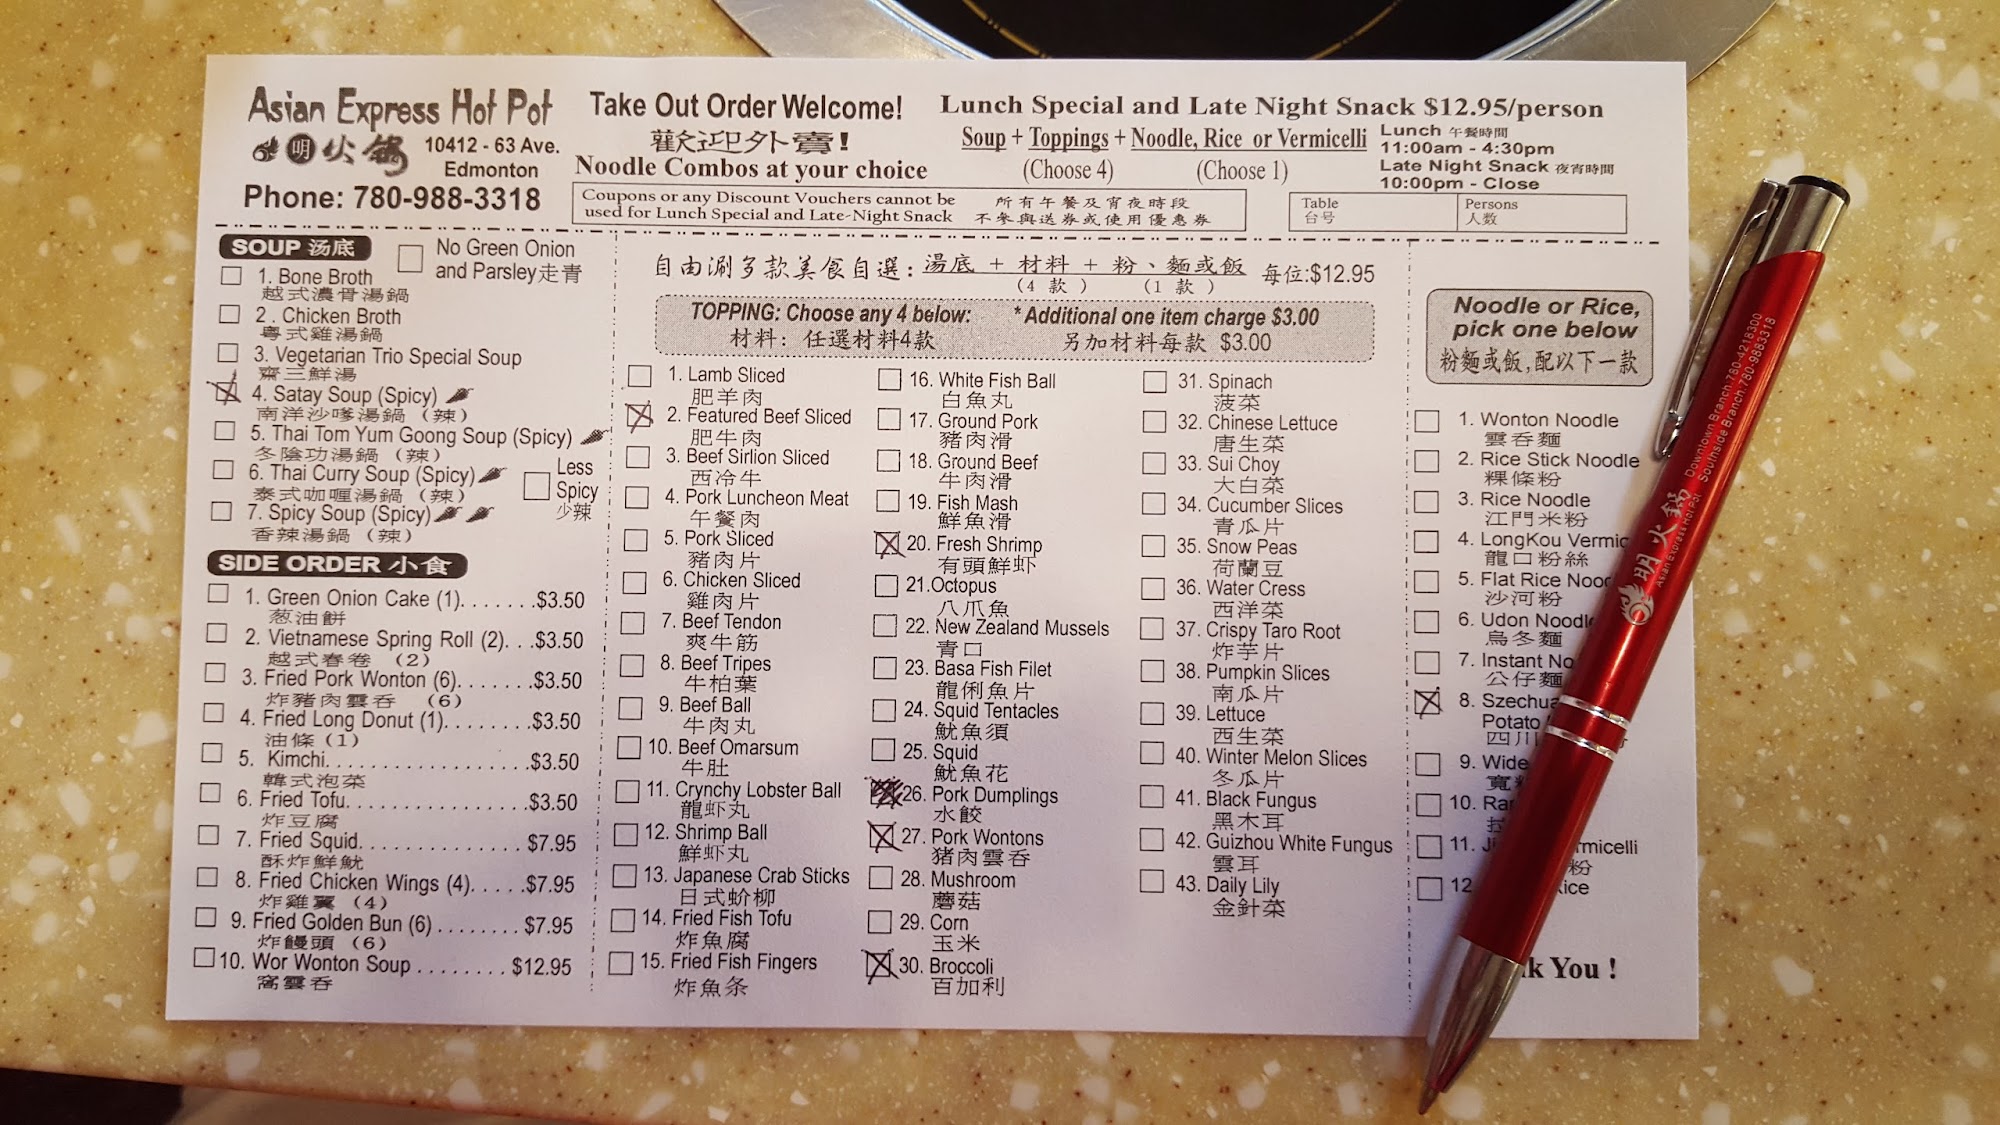 Asian Express Hot Pot
明火鍋
10412 - 63 Ave.
Edmonton
Phone: 780-988-3318
Take Out Order Welcome!
歡迎外賣!
Noodle Combos at your choice
Lunch Special and Late Night Snack $12.95/person
Soup + Toppings + Noodle, Rice or Vermicelli
(Choose 4) (Choose 1)
Lunch 午餐時間
11:00am - 4:30pm
Late Night Snack 夜宵時間
10:00pm - Close
Coupons or any Discount Vouchers cannot be
used for Lunch Special and Late-Night Snack
所有午餐及宵夜時段
不參與送券或使用優惠券
Table
台号
Persons
人数
SOUP 汤底
No Green Onion
and Parsley走青
1. Bone Broth
越式濃骨湯鍋
2 . Chicken Broth
粵式雞湯鍋
3. Vegetarian Trio Special Soup
齋三鮮湯
4. Satay Soup (Spicy)
南洋沙嗲湯鍋 (辣)
5. Thai Tom Yum Goong Soup (Spicy)
冬陰功湯鍋 (辣)
6. Thai Curry Soup (Spicy)
泰式咖喱湯鍋 (辣)
7. Spicy Soup (Spicy)
香辣湯鍋 (辣)
Less
Spicy
少辣
SIDE ORDER 小食
1. Green Onion Cake (1). . . . . . .$3.50
葱油餅
2. Vietnamese Spring Roll (2). . .$3.50
越式春卷 (2)
3. Fried Pork Wonton (6). . . . . . .$3.50
炸豬肉雲吞 (6)
4. Fried Long Donut (1). . . . . . . .$3.50
油條 (1)
5. Kimchi. . . . . . . . . . . . . . . . . .$3.50
韓式泡菜
6. Fried Tofu. . . . . . . . . . . . . . . .$3.50
炸豆腐
7. Fried Squid. . . . . . . . . . . . . . . $7.95
酥炸鮮魷
8. Fried Chicken Wings (4). . . . . .$7.95
炸雞翼 (4)
9. Fried Golden Bun (6) . . . . . . . . $7.95
炸饅頭 (6)
10. Wor Wonton Soup . . . . . . . . $12.95
窩雲吞
自由涮多款美食自選: 湯底 + 材料 + 粉、麵或飯 每位:$12.95
(4 款 ) (1 款 )
TOPPING: Choose any 4 below: * Additional one item charge $3.00
材料: 任選材料4款 另加材料每款 $3.00
1. Lamb Sliced
肥羊肉
2. Featured Beef Sliced
肥牛肉
3. Beef Sirlion Sliced
西冷牛
4. Pork Luncheon Meat
午餐肉
5. Pork Sliced
豬肉片
6. Chicken Sliced
雞肉片
7. Beef Tendon
爽牛筋
8. Beef Tripes
牛柏葉
9. Beef Ball
牛肉丸
10. Beef Omarsum
牛肚
11. Crynchy Lobster Ball
龍虾丸
12. Shrimp Ball
鮮虾丸
13. Japanese Crab Sticks
日式蚧柳
14. Fried Fish Tofu
炸魚腐
15. Fried Fish Fingers
炸魚条
16. White Fish Ball
白魚丸
17. Ground Pork
豬肉滑
18. Ground Beef
牛肉滑
19. Fish Mash
鮮魚滑
20. Fresh Shrimp
有頭鮮虾
21.Octopus
八爪魚
22. New Zealand Mussels
青口
23. Basa Fish Filet
龍俐魚片
24. Squid Tentacles
魷魚須
25. Squid
魷魚花
26. Pork Dumplings
水餃
27. Pork Wontons
猪肉雲吞
28. Mushroom
蘑菇
29. Corn
玉米
30. Broccoli
百加利
31. Spinach
菠菜
32. Chinese Lettuce
唐生菜
33. Sui Choy
大白菜
34. Cucumber Slices
青瓜片
35. Snow Peas
荷蘭豆
36. Water Cress
西洋菜
37. Crispy Taro Root
炸芋片
38. Pumpkin Slices
南瓜片
39. Lettuce
西生菜
40. Winter Melon Slices
冬瓜片
41. Black Fungus
黑木耳
42. Guizhou White Fungus
雲耳
43. Daily Lily
金針菜
Noodle or Rice,
pick one below
粉麵或飯,配以下一款
1. Wonton Noodle
雲吞麵
2. Rice Stick Noodle
粿條粉
3. Rice Noodle
江門米粉
4. LongKou Vermic
龍口粉絲
5. Flat Rice Nood
沙河粉
6. Udon Noodle
烏冬麵
7. Instant No
公仔麵
8. Szechua
Potato
四川
9. Wide
寬粉
10. Ra
拉
11. Ji rmicelli
粉
12 Rice
k You !
Downtown Branch:780-4218300
Southside Branch:780-9883318
明火鍋
Asian Express Hot Pot